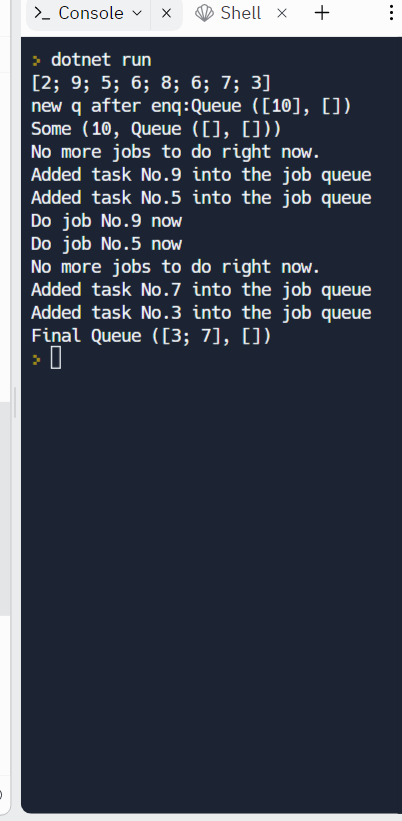 >_ Console
Shell
> dotnet run
[2; 9; 5; 6; 8; 6; 7; 3]
new q after enq:Queue ([10], [])
Some (10, Queue ([], []))
No more jobs to do right now.
Added task No.9 into the job queue
Added task No.5 into the job queue
Do job No.9 now
Do job No.5 now
No more jobs to do right now.
Added task No.7 into the job queue
Added task No.3 into the job queue
Final Queue ([3; 7], [])
>